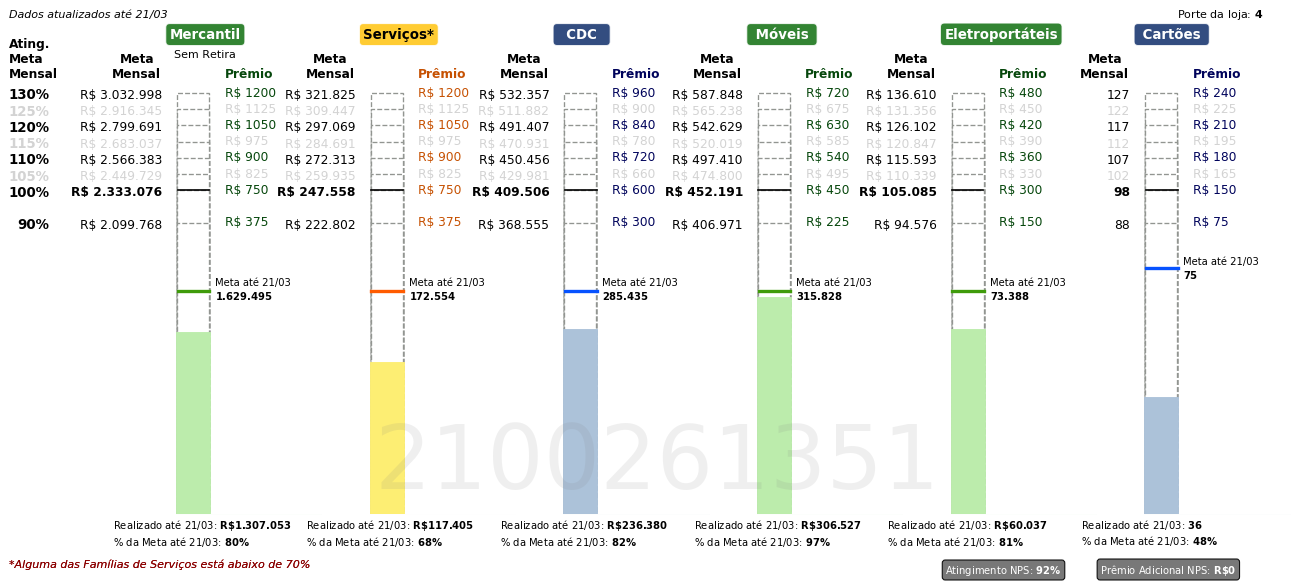 Dados atualizados até 21/03
Porte da loja: 4
Mercantil Serviços* CDC Móveis Eletroportáteis Cartões
Sem Retira
Ating. Meta Mensal
Meta Mensal Prêmio Meta Mensal Prêmio Meta Mensal Prêmio Meta Mensal Prêmio Meta Mensal Prêmio Meta Mensal Prêmio
130% R$ 3.032.998 R$ 1200 R$ 321.825 R$ 1200 R$ 532.357 R$ 960 R$ 587.848 R$ 720 R$ 136.610 R$ 480 127 R$ 240
125% R$ 2.916.345 R$ 1125 R$ 309.447 R$ 1125 R$ 511.882 R$ 900 R$ 565.238 R$ 675 R$ 131.356 R$ 450 122 R$ 225
120% R$ 2.799.691 R$ 1050 R$ 297.069 R$ 1050 R$ 491.407 R$ 840 R$ 542.629 R$ 630 R$ 126.102 R$ 420 117 R$ 210
115% R$ 2.683.037 R$ 975 R$ 284.691 R$ 975 R$ 470.931 R$ 780 R$ 520.019 R$ 585 R$ 120.847 R$ 390 112 R$ 195
110% R$ 2.566.383 R$ 900 R$ 272.313 R$ 900 R$ 450.456 R$ 720 R$ 497.410 R$ 540 R$ 115.593 R$ 360 107 R$ 180
105% R$ 2.449.729 R$ 825 R$ 259.935 R$ 825 R$ 429.981 R$ 660 R$ 474.800 R$ 495 R$ 110.339 R$ 330 102 R$ 165
100% R$ 2.333.076 R$ 750 R$ 247.558 R$ 750 R$ 409.506 R$ 600 R$ 452.191 R$ 450 R$ 105.085 R$ 300 98 R$ 150
90% R$ 2.099.768 R$ 375 R$ 222.802 R$ 375 R$ 368.555 R$ 300 R$ 406.971 R$ 225 R$ 94.576 R$ 150 88 R$ 75
Meta até 21/03 Meta até 21/03 Meta até 21/03 Meta até 21/03 Meta até 21/03 Meta até 21/03
1.629.495 172.554 285.435 315.828 73.388 75
2100261351
Realizado até 21/03: R$1.307.053 Realizado até 21/03: R$117.405 Realizado até 21/03: R$236.380 Realizado até 21/03: R$306.527 Realizado até 21/03: R$60.037 Realizado até 21/03: 36
% da Meta até 21/03: 80% % da Meta até 21/03: 68% % da Meta até 21/03: 82% % da Meta até 21/03: 97% % da Meta até 21/03: 81% % da Meta até 21/03: 48%
*Alguma das Famílias de Serviços está abaixo de 70%
Atingimento NPS: 92% Prêmio Adicional NPS: R$0